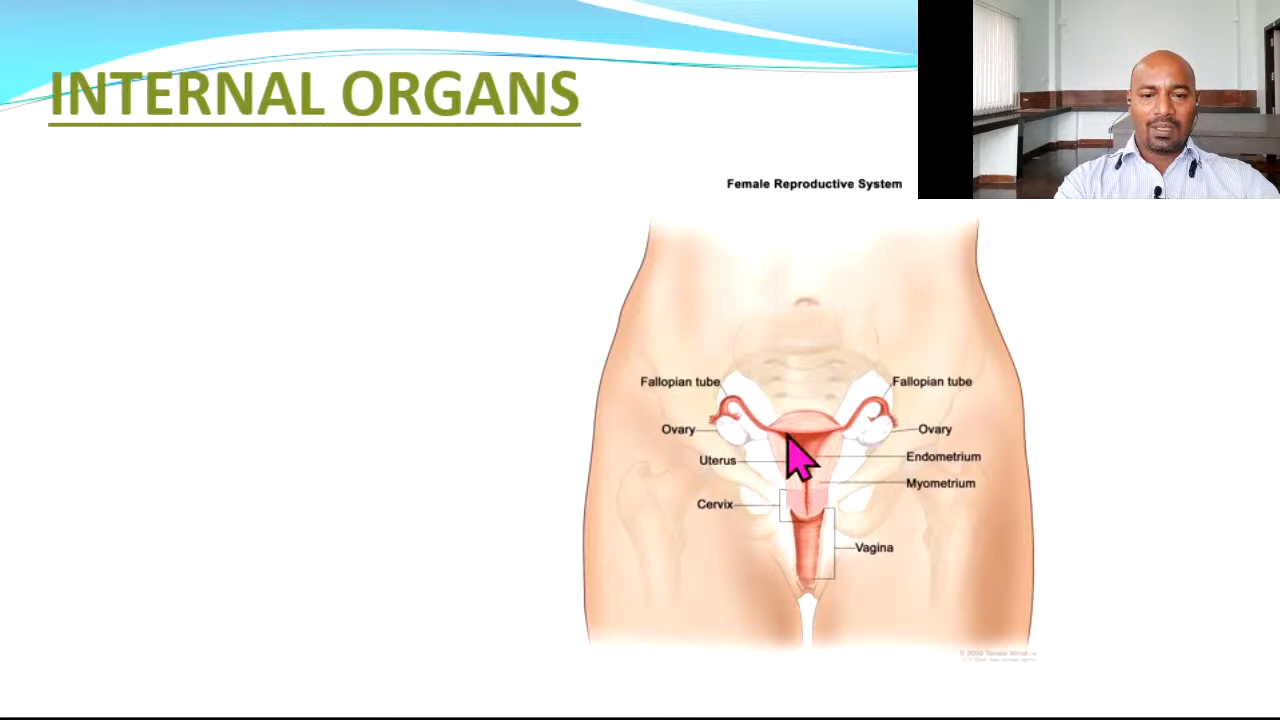 INTERNAL ORGANS
Female Reproductive System
Fallopian tube
Fallopian tube
Ovary
Ovary
Uterus
Endometrium
Myometrium
Cervix
Vagina